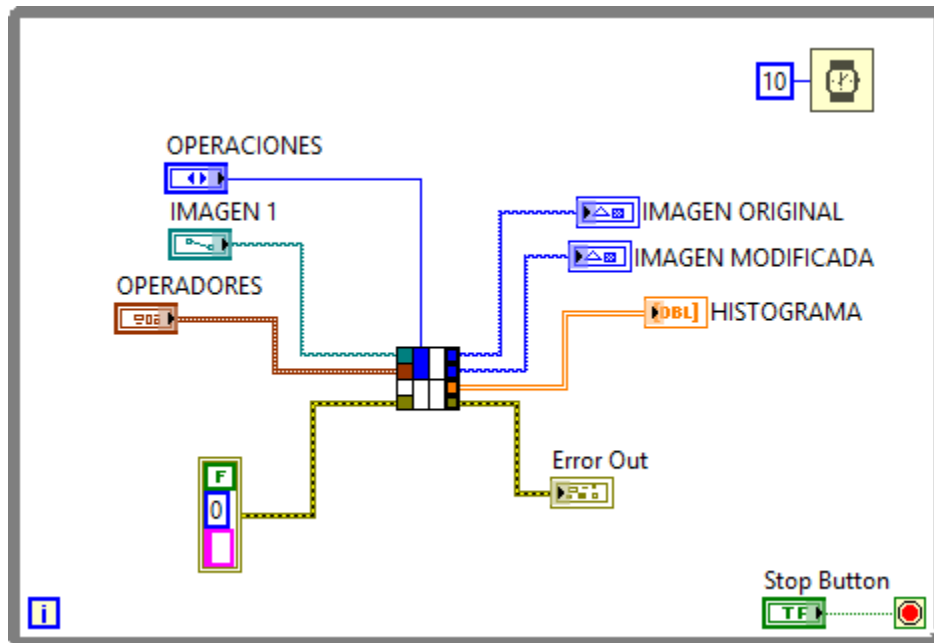 10
OPERACIONES
IMAGEN 1
IMAGEN ORIGINAL
IMAGEN MODIFICADA
OPERADORES
DBL]
HISTOGRAMA
Error Out
F
0
Stop Button
TF
i